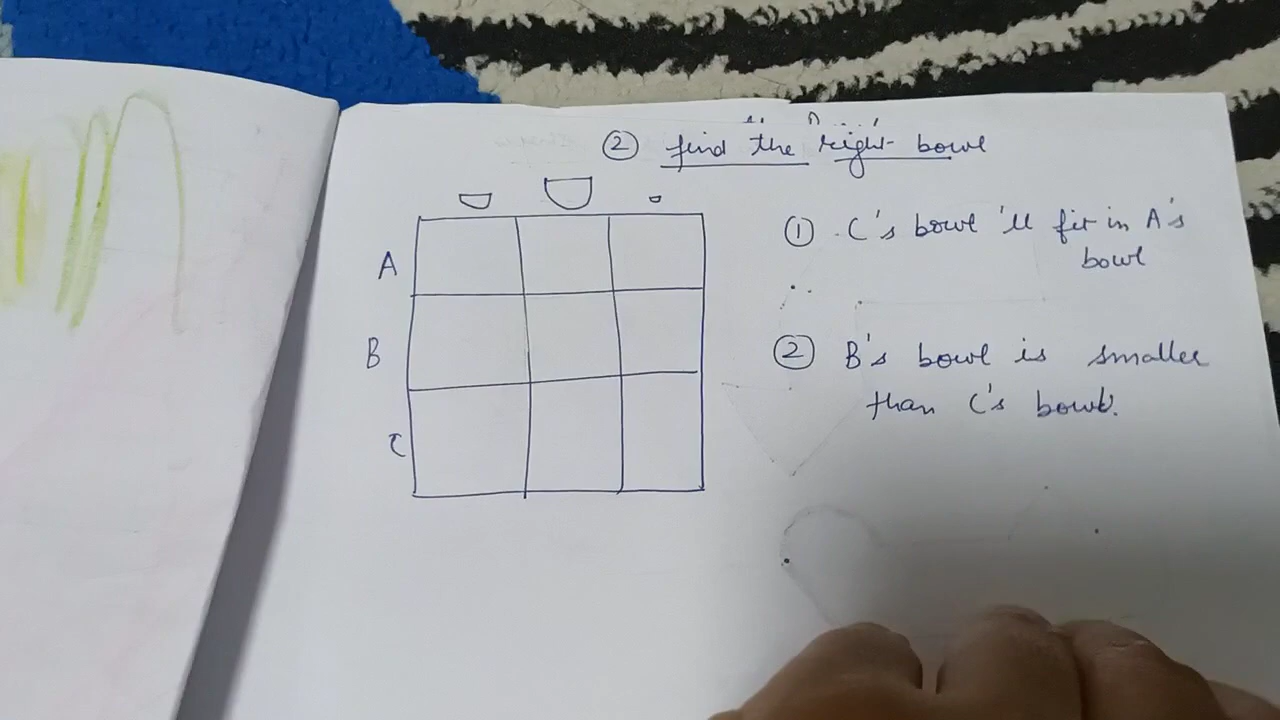 ② find the right bowl
A
B
C
① C's bowl 'll fit in A's
bowl
② B's bowl is smaller
than C's bowl.